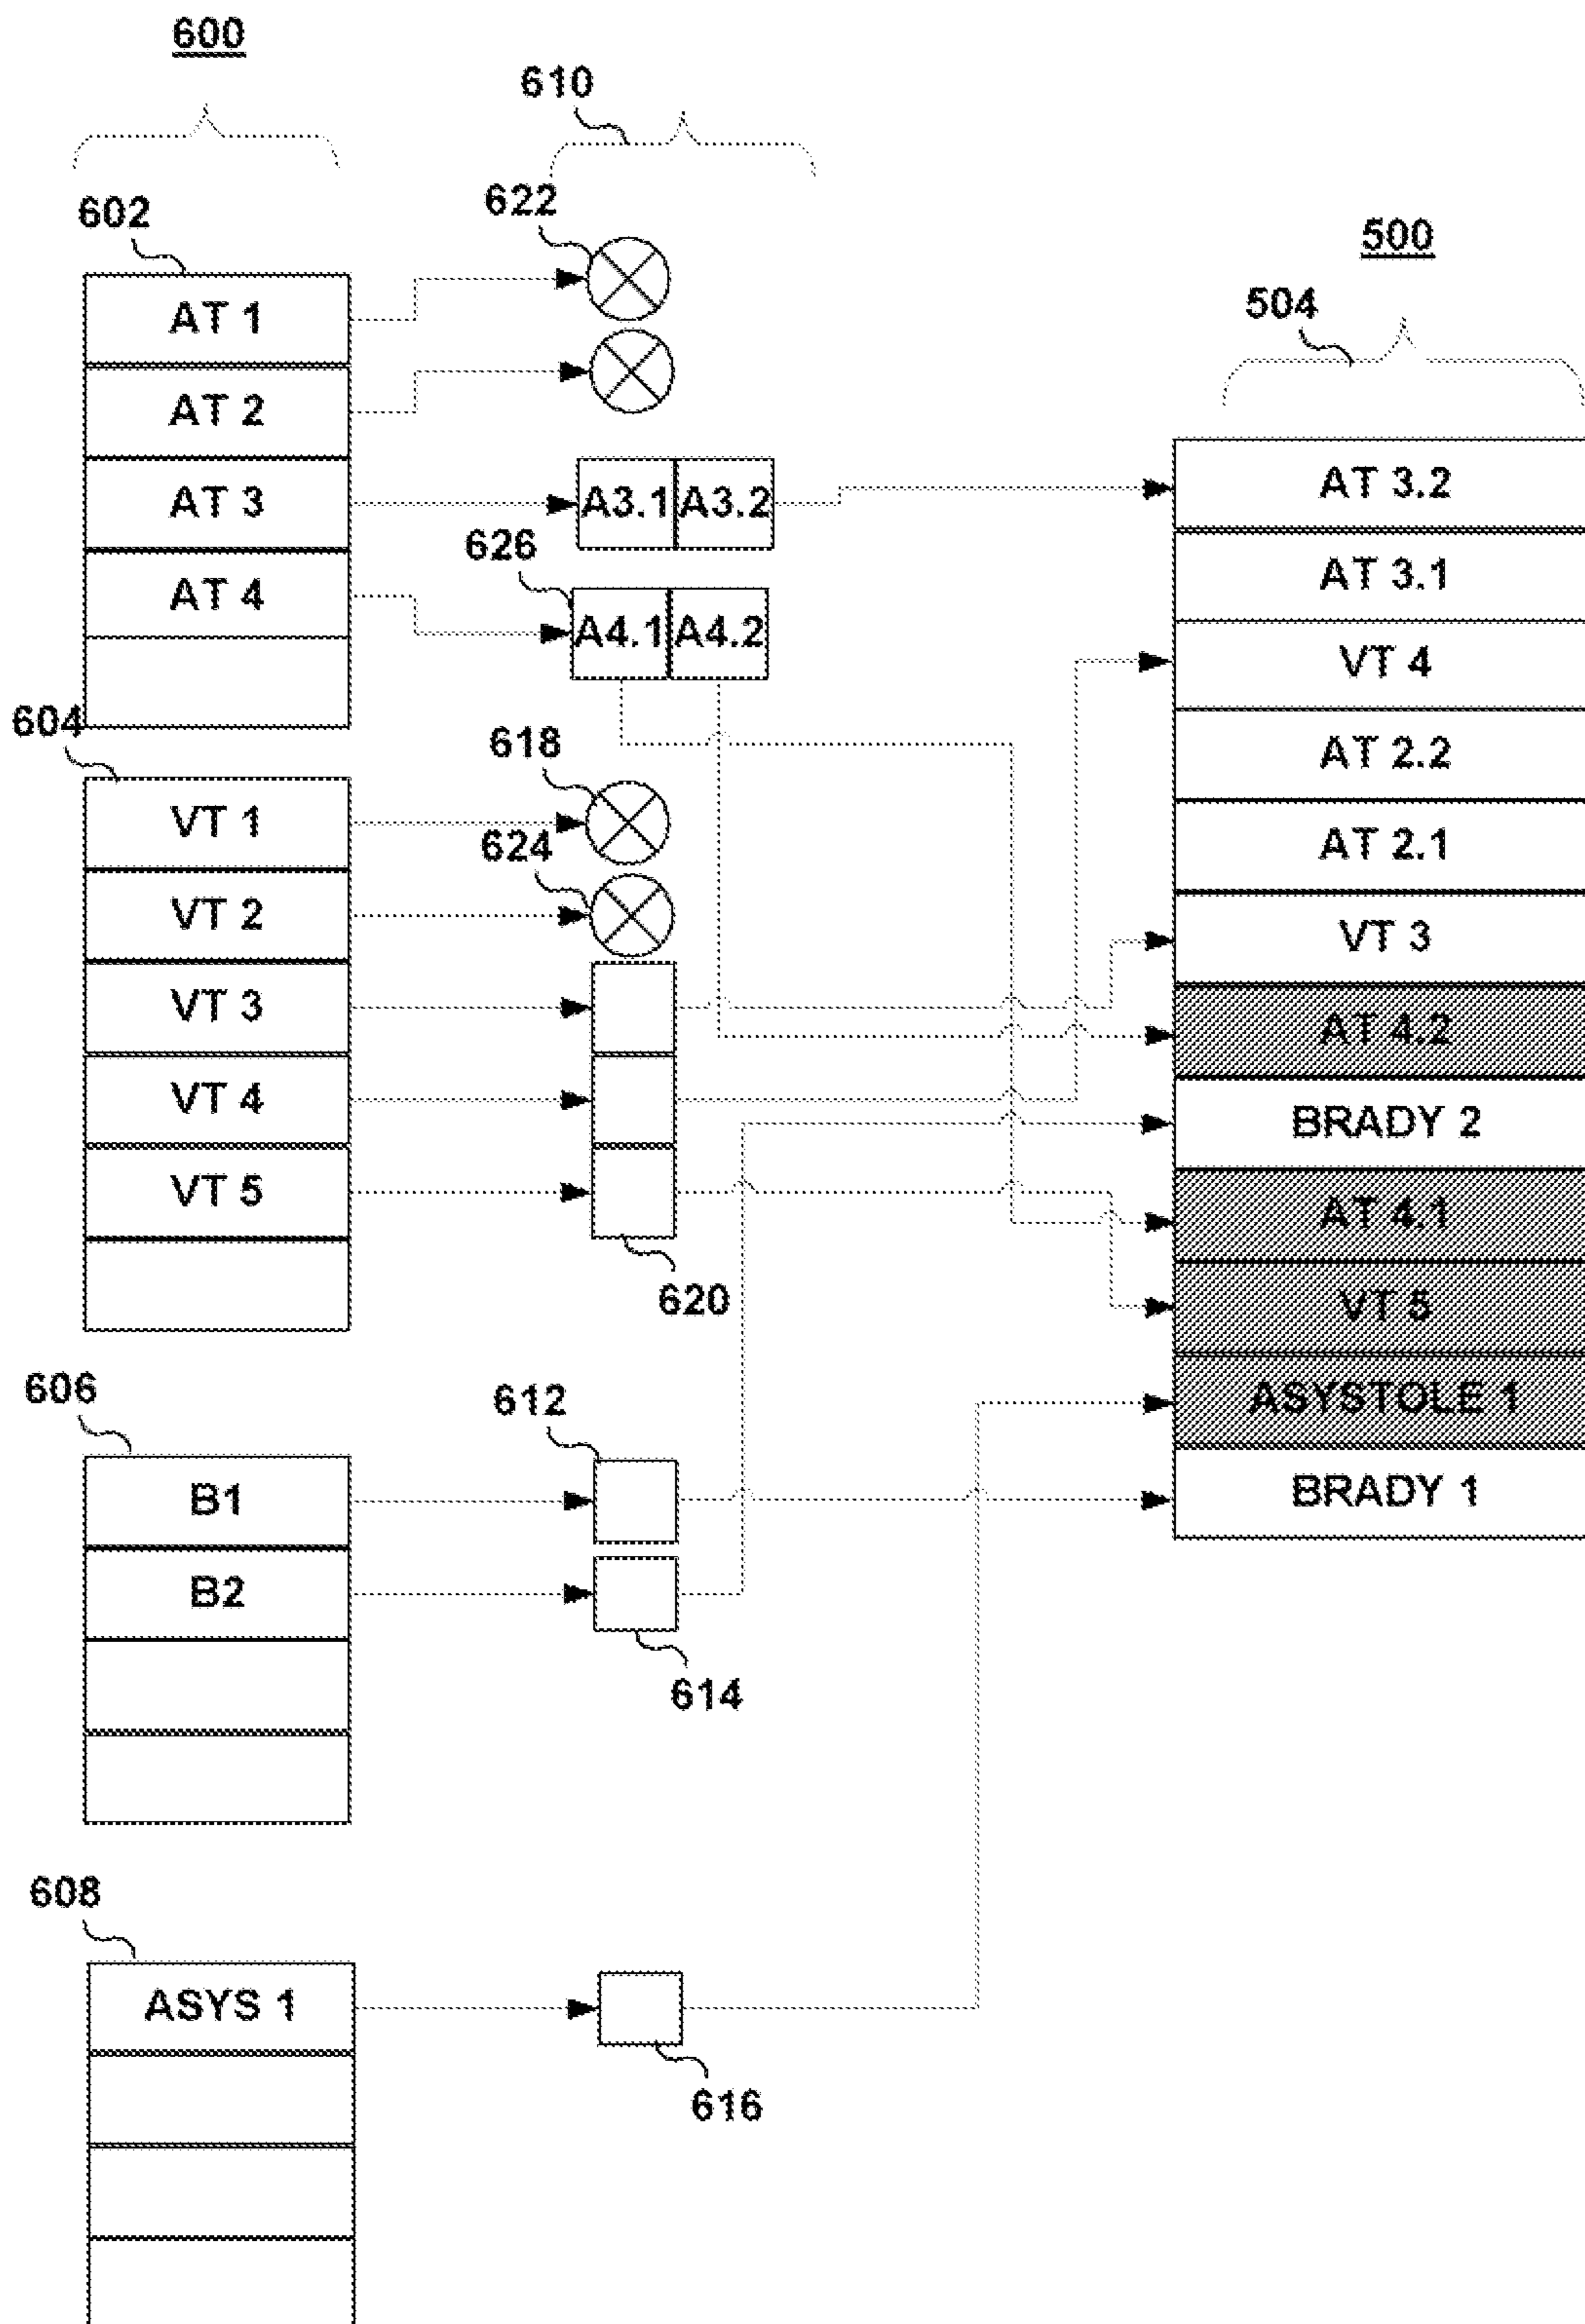 600
610
602
622
500
504
AT 1
AT 2
AT 3
AT 4
A3.1 A3.2
626
A4.1 A4.2
604
618
624
VT 1
VT 2
VT 3
VT 4
VT 5
620
606
612
B1
B2
614
608
ASYS 1
616
AT 3.2
AT 3.1
VT 4
AT 2.2
AT 2.1
VT 3
AT 4.2
BRADY 2
AT 4.1
VT 5
ASYSTOLE 1
BRADY 1